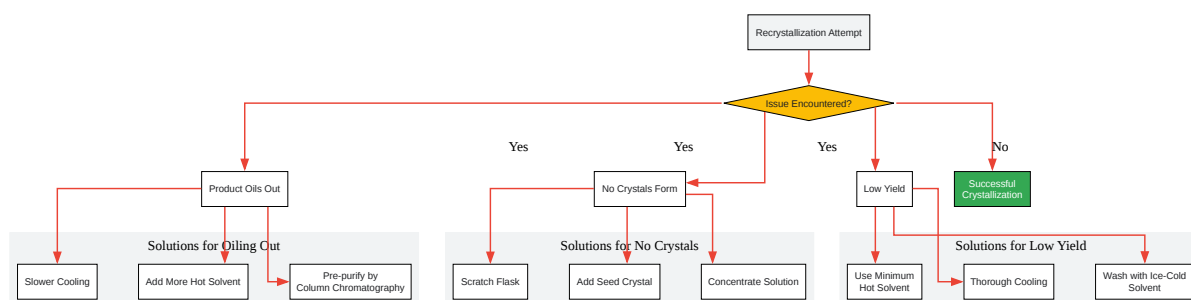 Recrystallization Attempt
Issue Encountered?
Yes
Yes
Yes
No
Product Oils Out
No Crystals Form
Low Yield
Successful
Crystallization
Solutions for Oiling Out
Solutions for No Crystals
Solutions for Low Yield
Slower Cooling
Add More Hot Solvent
Pre-purify by
Column Chromatography
Scratch Flask
Add Seed Crystal
Concentrate Solution
Use Minimum
Hot Solvent
Thorough Cooling
Wash with Ice-Cold
Solvent